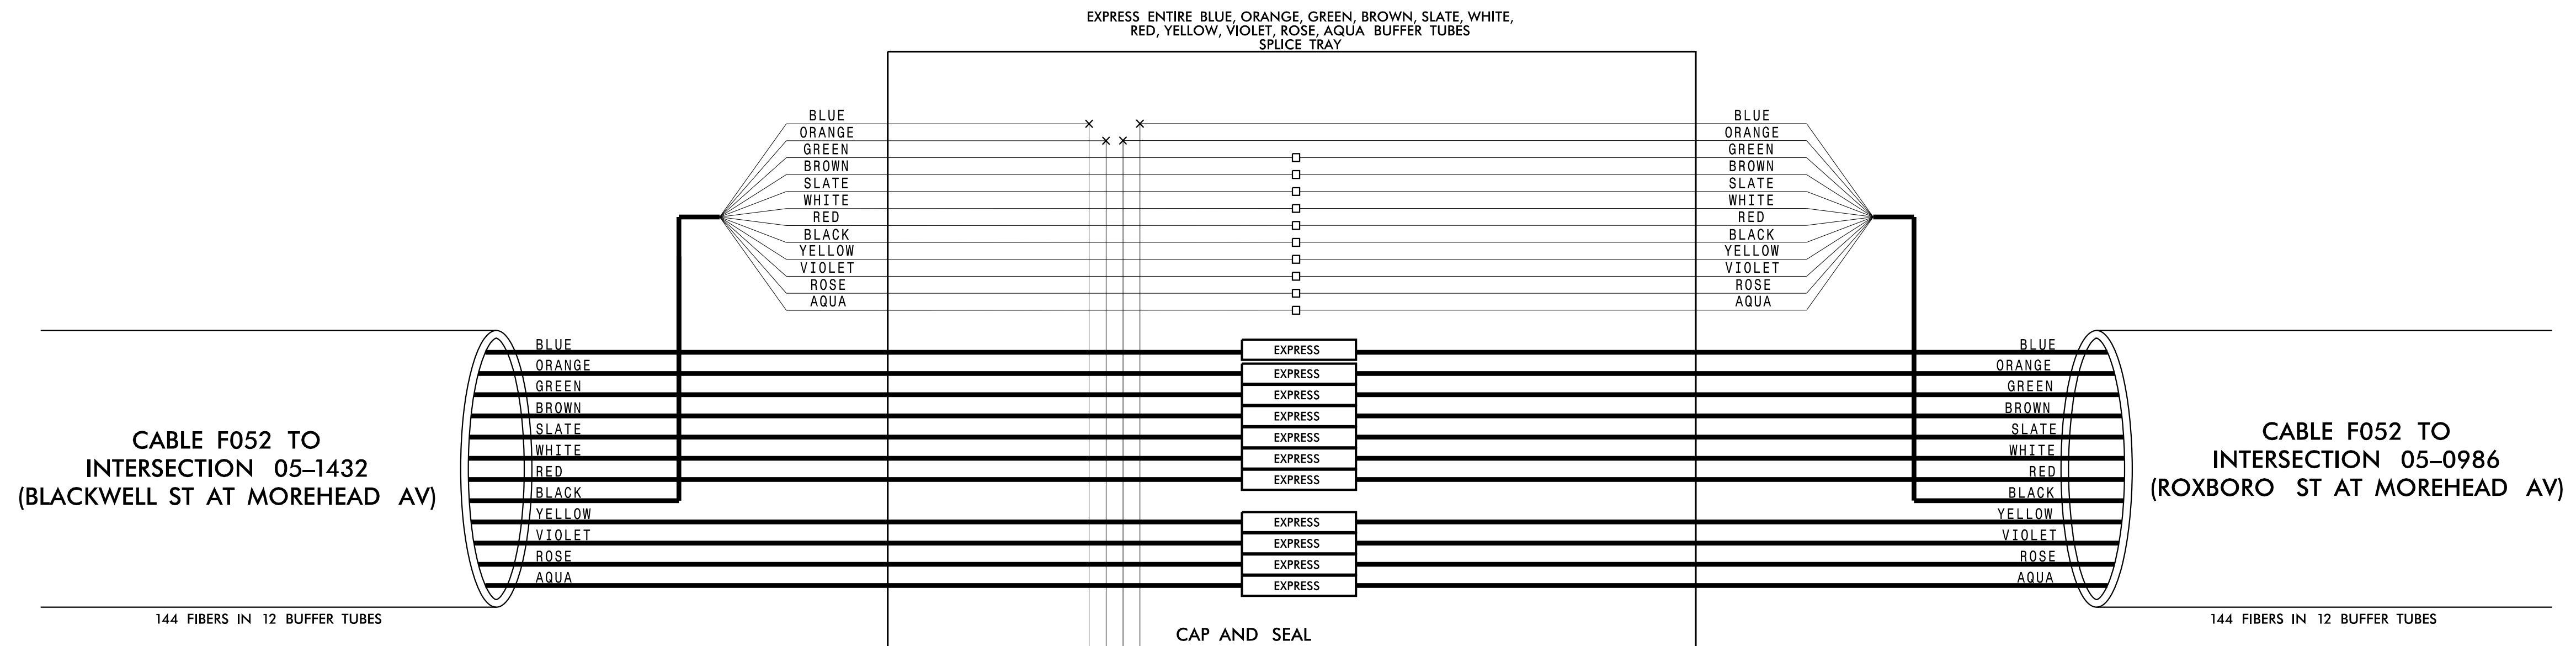 EXPRESS ENTIRE BLUE, ORANGE, GREEN, BROWN, SLATE, WHITE,
RED, YELLOW, VIOLET, ROSE, AQUA BUFFER TUBES
SPLICE TRAY
BLUE
ORANGE
GREEN
BROWN
SLATE
WHITE
RED
BLACK
YELLOW
VIOLET
ROSE
AQUA
BLUE
ORANGE
GREEN
BROWN
SLATE
WHITE
RED
BLACK
YELLOW
VIOLET
ROSE
AQUA
BLUE
ORANGE
GREEN
BROWN
SLATE
WHITE
RED
BLACK
YELLOW
VIOLET
ROSE
AQUA
EXPRESS
EXPRESS
EXPRESS
EXPRESS
EXPRESS
EXPRESS
EXPRESS
EXPRESS
EXPRESS
EXPRESS
EXPRESS
BLUE
ORANGE
GREEN
BROWN
SLATE
WHITE
RED
BLACK
YELLOW
VIOLET
ROSE
AQUA
CABLE F052 TO
INTERSECTION 05–1432
(BLACKWELL ST AT MOREHEAD AV)
CABLE F052 TO
INTERSECTION 05–0986
(ROXBORO ST AT MOREHEAD AV)
144 FIBERS IN 12 BUFFER TUBES
CAP AND SEAL
144 FIBERS IN 12 BUFFER TUBES